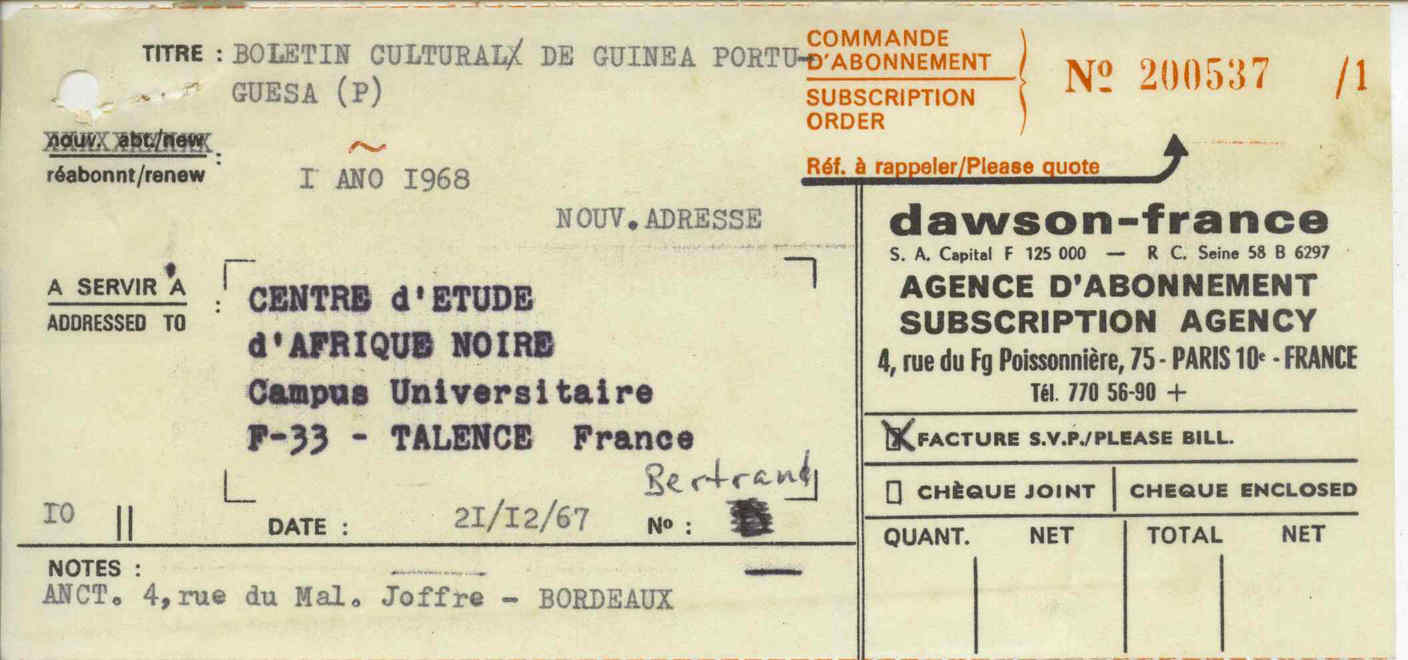 TITRE : BOLETIN CULTURAL DE GUINEA PORTU-
GUESA (P)
COMMANDE
D'ABONNEMENT
SUBSCRIPTION
ORDER
Nº 200537 /1
Réf. à rappeler/Please quote
nouv. abt/new
réabonnt/renew :
I ANO I968
NOUV.ADRESSE
A SERVIR A
ADDRESSED TO :
CENTRE d'ETUDE
d'AFRIQUE NOIRE
Campus Universitaire
F-33 - TALENCE France
Bertrand
IO || DATE : 2I/I2/67 Nº :
NOTES :
ANCT. 4,rue du Mal. Joffre - BORDEAUX
dawson-france
S. A. Capital F 125 000 — R C. Seine 58 B 6297
AGENCE D'ABONNEMENT
SUBSCRIPTION AGENCY
4, rue du Fg Poissonnière, 75 - PARIS 10e - FRANCE
Tél. 770 56-90 +
FACTURE S.V.P./PLEASE BILL.
CHÈQUE JOINT CHEQUE ENCLOSED
QUANT. NET TOTAL NET